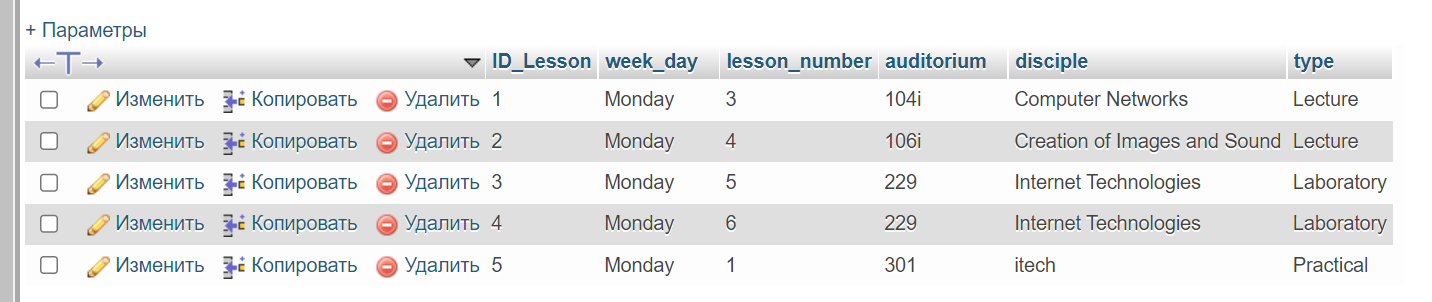 + Параметры
←T→ ID_Lesson week_day lesson_number auditorium disciple type
Изменить Копировать Удалить 1 Monday 3 104i Computer Networks Lecture
Изменить Копировать Удалить 2 Monday 4 106i Creation of Images and Sound Lecture
Изменить Копировать Удалить 3 Monday 5 229 Internet Technologies Laboratory
Изменить Копировать Удалить 4 Monday 6 229 Internet Technologies Laboratory
Изменить Копировать Удалить 5 Monday 1 301 itech Practical